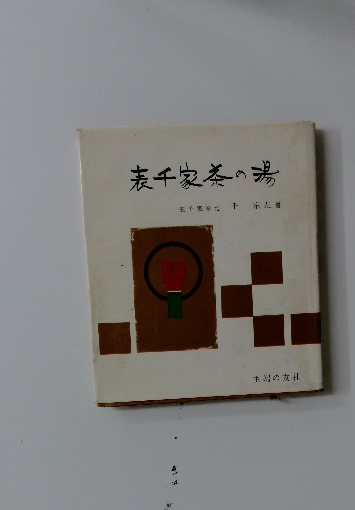 表千家茶の湯
表千家家元 千 宗左著
主婦の友社